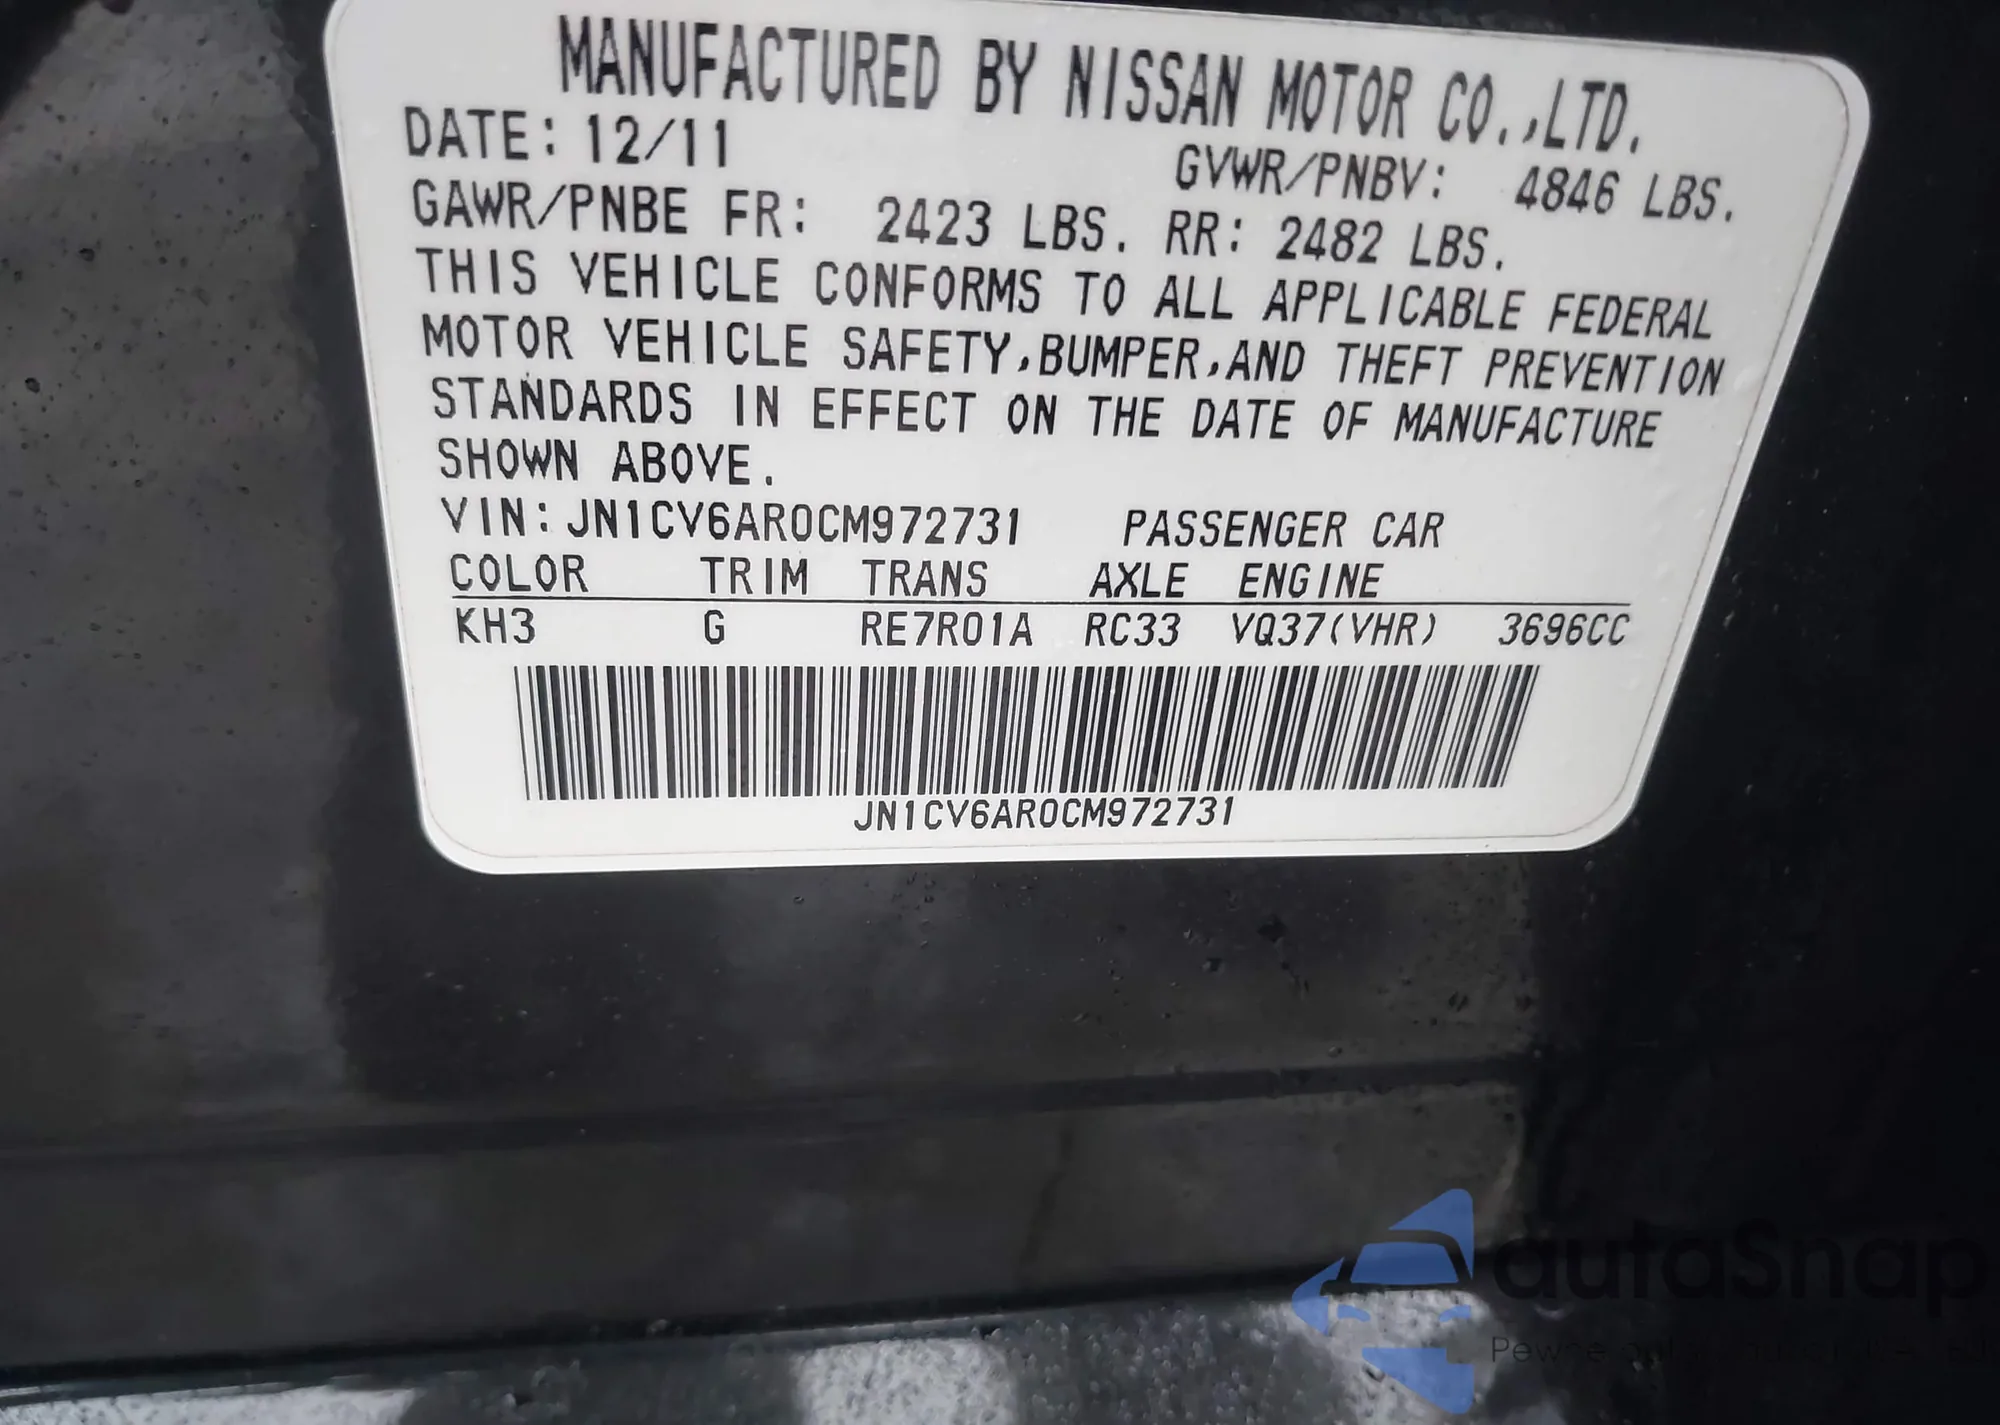 MANUFACTURED BY NISSAN MOTOR CO.,LTD.
DATE: 12/11 GVWR/PNBV: 4846 LBS.
GAWR/PNBE FR: 2423 LBS. RR: 2482 LBS.
THIS VEHICLE CONFORMS TO ALL APPLICABLE FEDERAL
MOTOR VEHICLE SAFETY,BUMPER,AND THEFT PREVENTION
STANDARDS IN EFFECT ON THE DATE OF MANUFACTURE
SHOWN ABOVE.
VIN:JN1CV6AR0CM972731 PASSENGER CAR
COLOR TRIM TRANS AXLE ENGINE
KH3 G RE7R01A RC33 VQ37(VHR) 3696CC
JN1CV6AR0CM972731
autoSnap